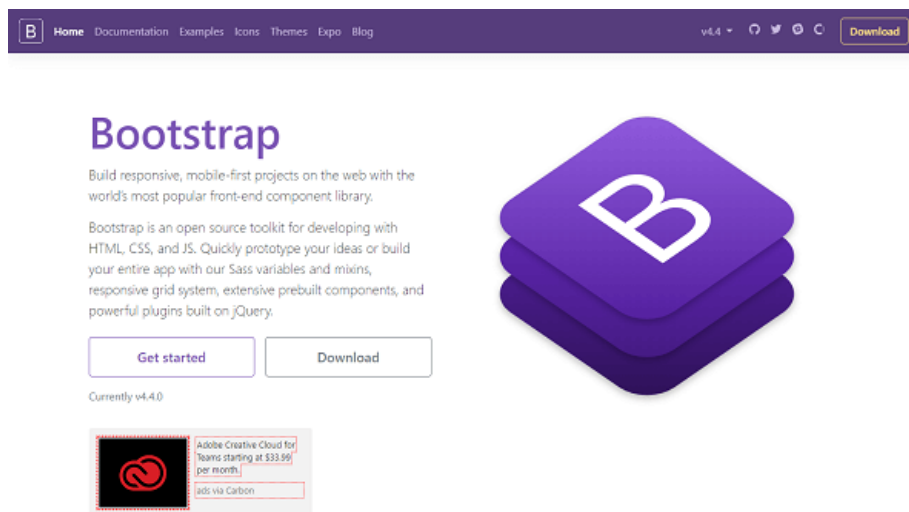 B Home Documentation Examples Icons Themes Expo Blog v4.4 Download
Bootstrap
Build responsive, mobile-first projects on the web with the
world's most popular front-end component library.
Bootstrap is an open source toolkit for developing with
HTML, CSS, and JS. Quickly prototype your ideas or build
your entire app with our Sass variables and mixins,
responsive grid system, extensive prebuilt components, and
powerful plugins built on jQuery.
Get started Download
Currently v4.4.0
B
Adobe Creative Cloud for
Teams starting at $33.99
per month.
ads via Carbon